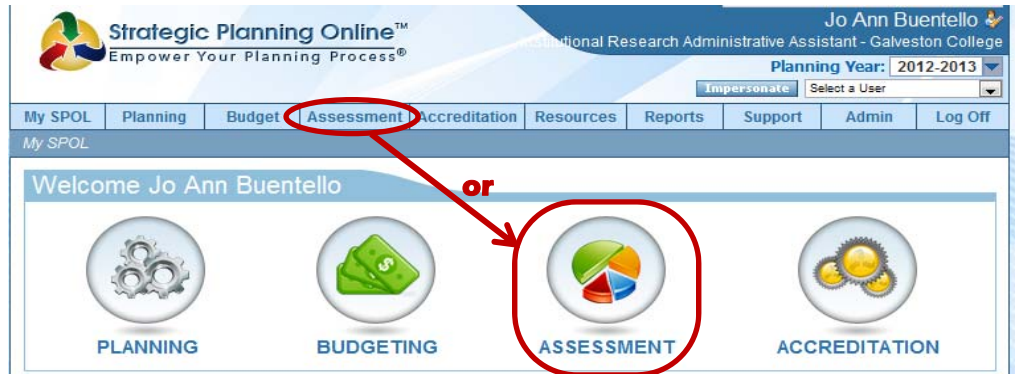 Strategic Planning Online™
Empower Your Planning Process®
Jo Ann Buentello
Institutional Research Administrative Assistant - Galveston College
Planning Year: 2012-2013
Impersonate Select a User
My SPOL Planning Budget Assessment Accreditation Resources Reports Support Admin Log Off
My SPOL
Welcome Jo Ann Buentello
or
$
PLANNING BUDGETING ASSESSMENT ACCREDITATION